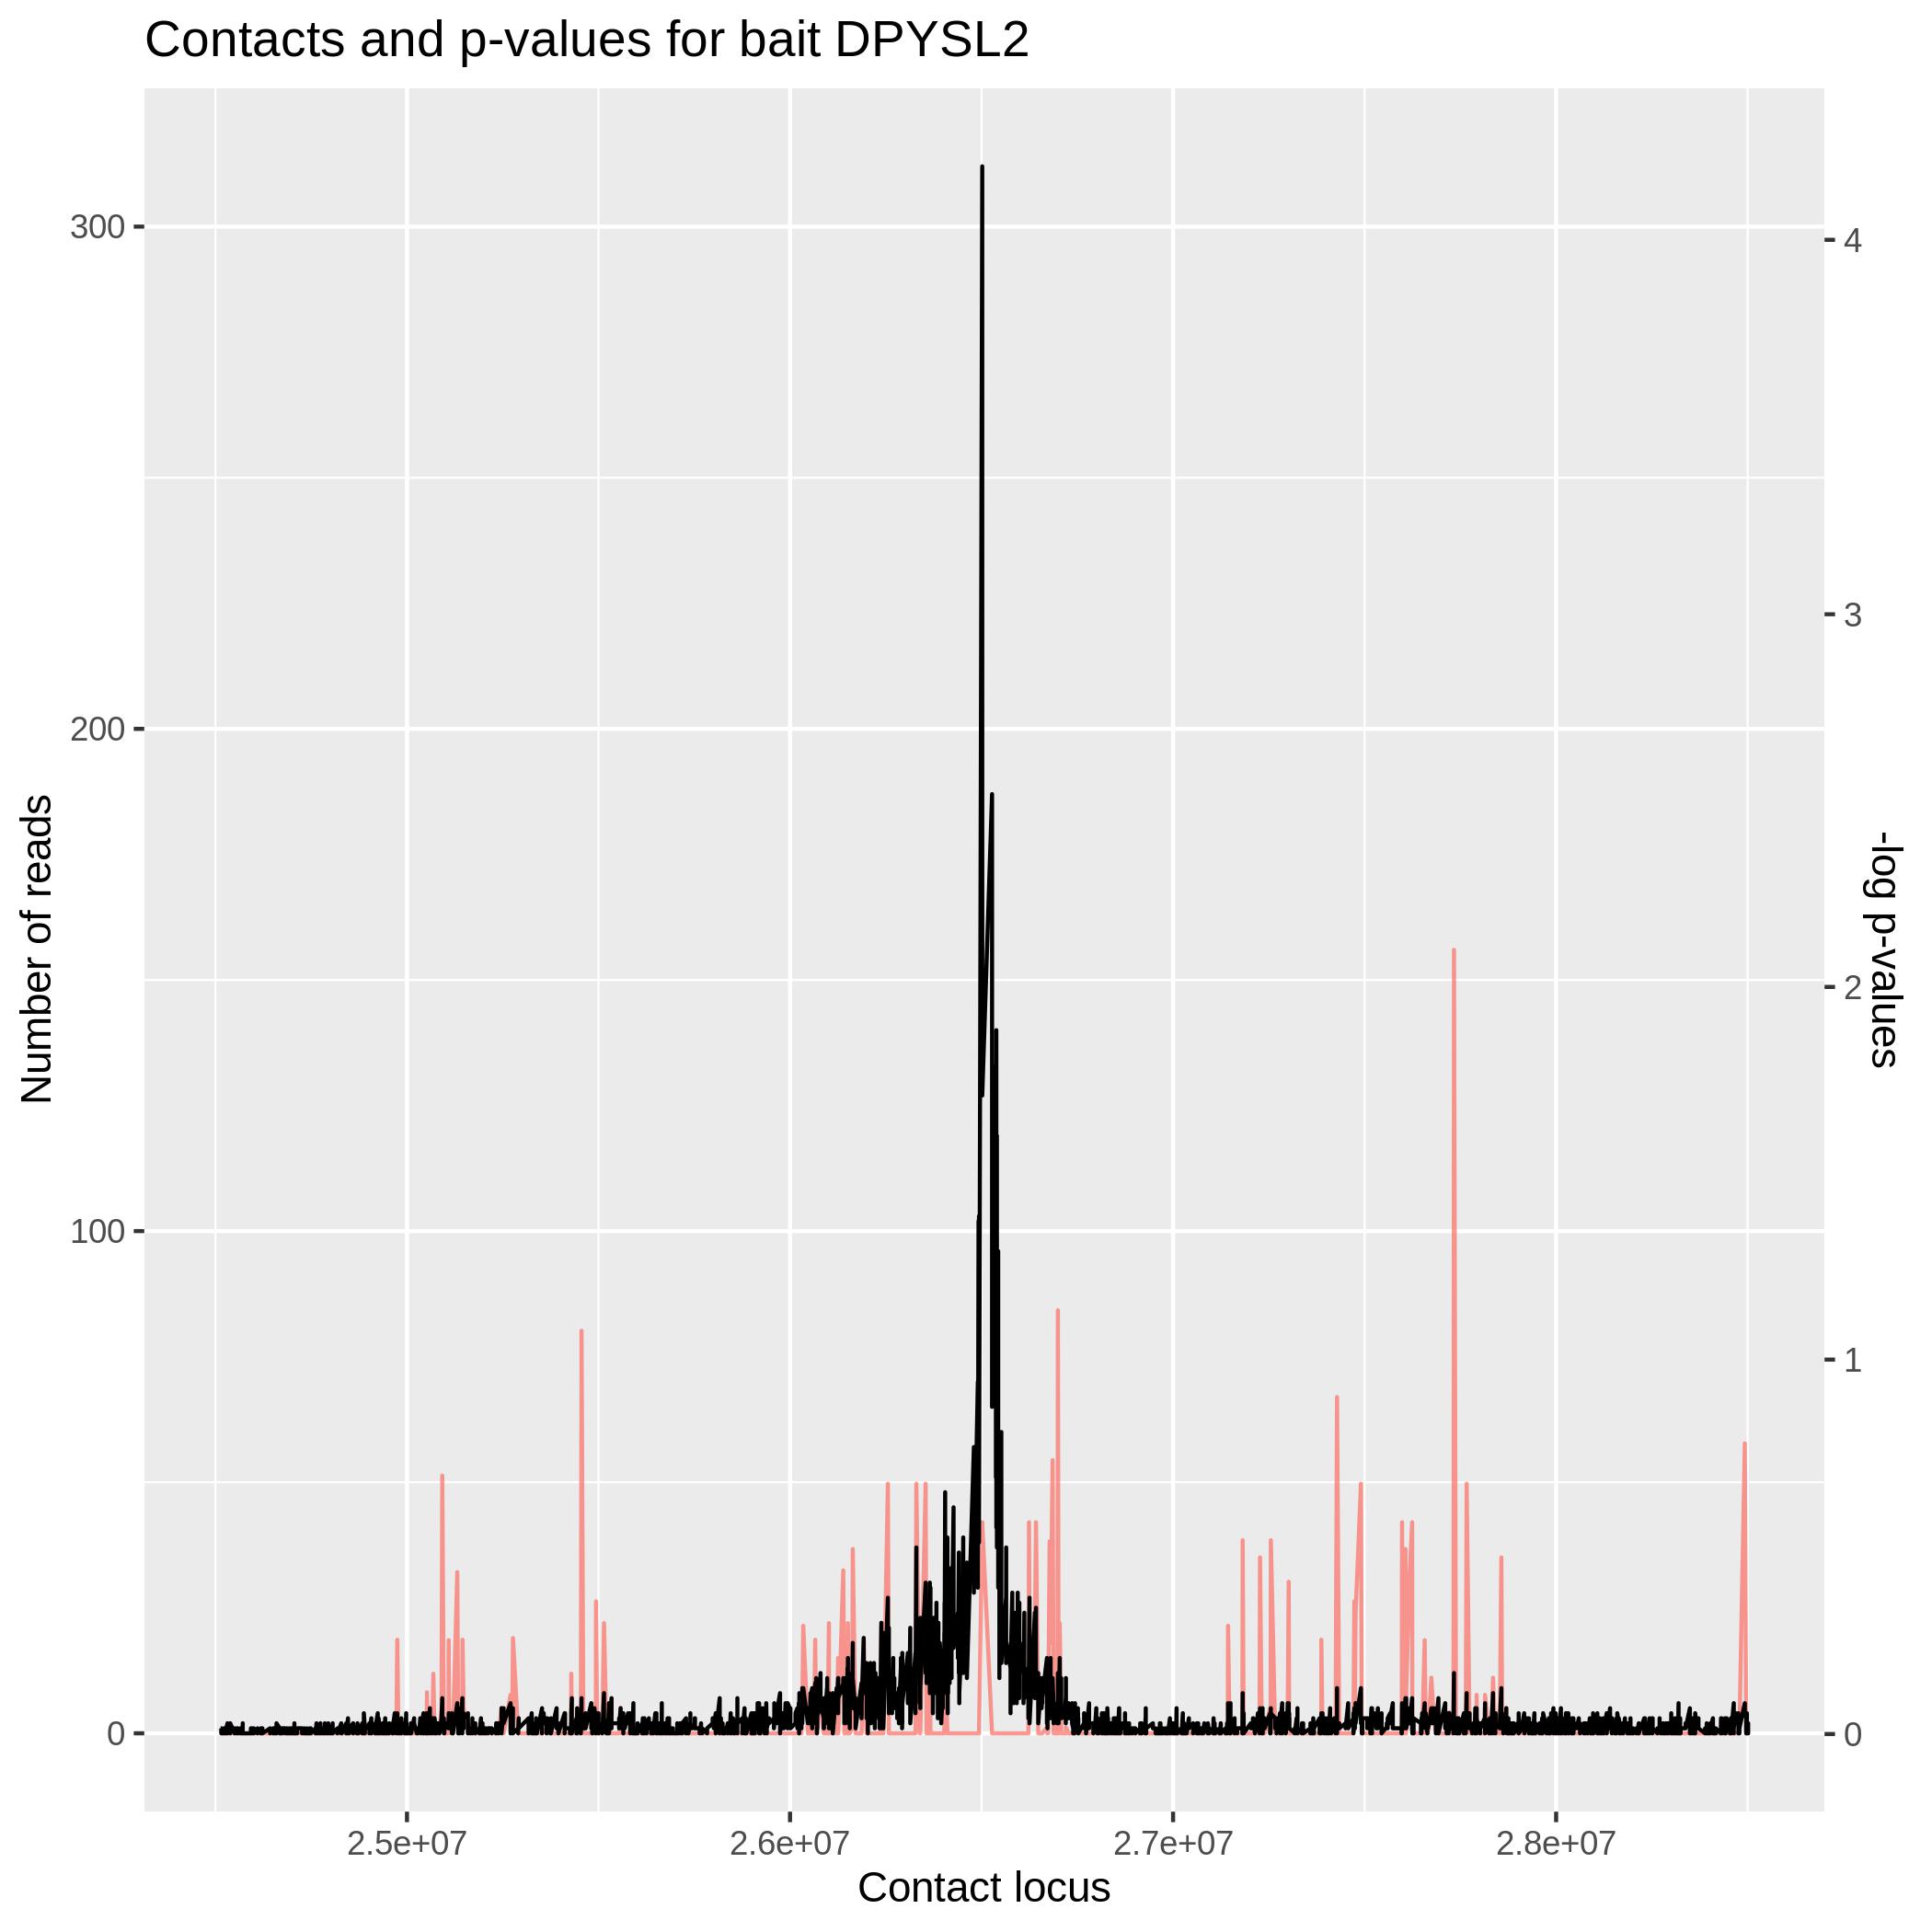 Contacts and p-values for bait DPYSL2
Number of reads
300
200
100
0
4
3
2
1
0
-log p-values
2.5e+07
2.6e+07
2.7e+07
2.8e+07
Contact locus